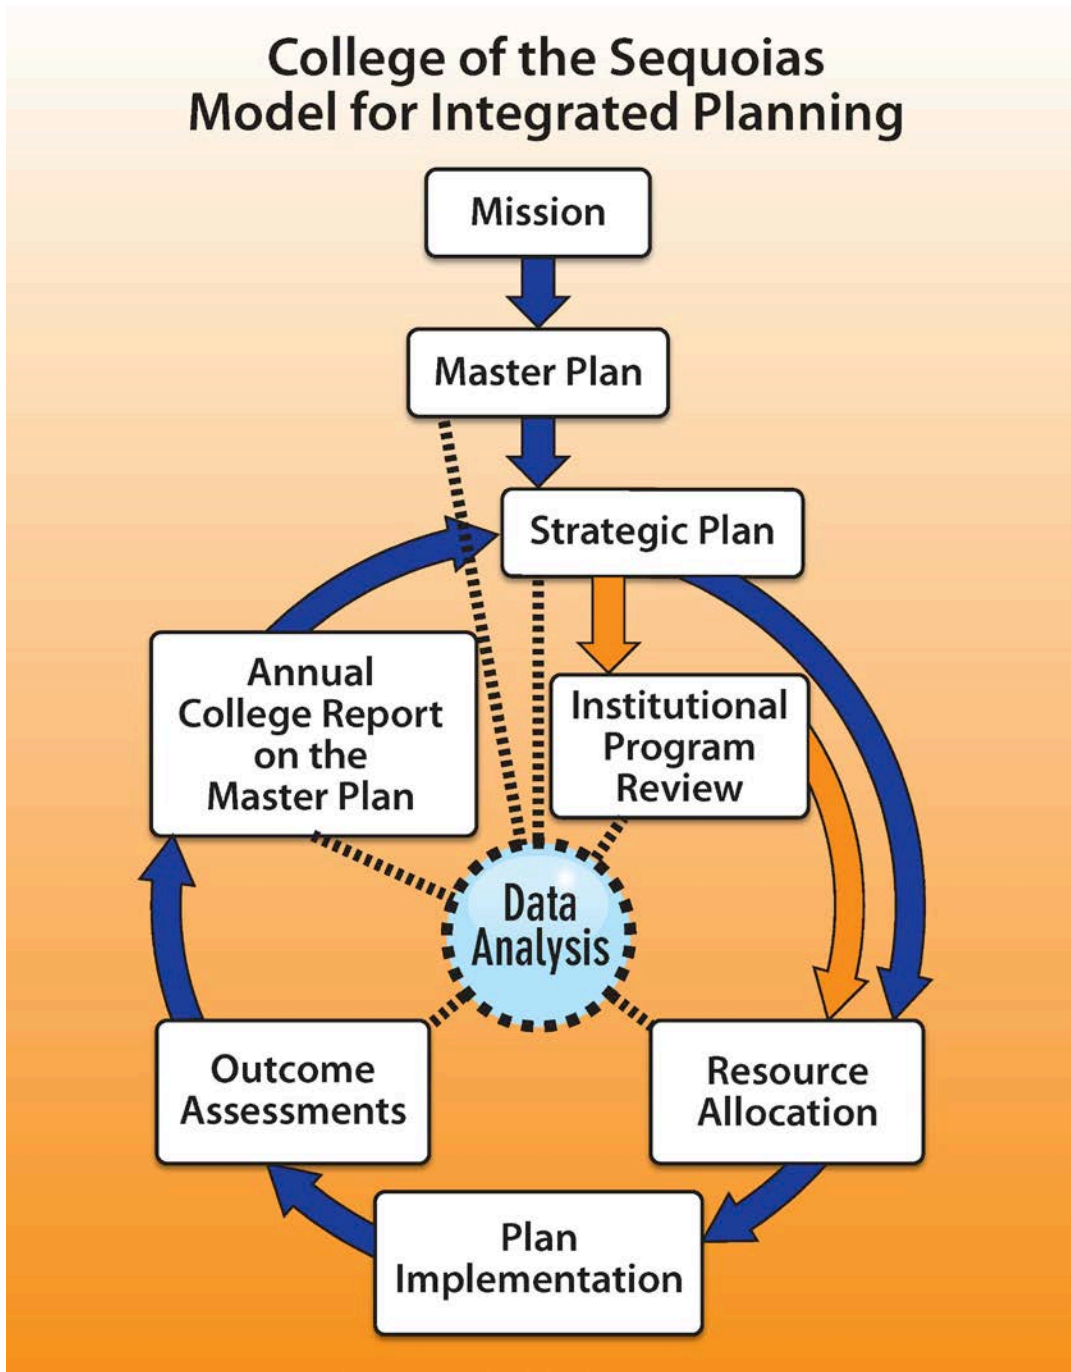 College of the Sequoias
Model for Integrated Planning
Mission
Master Plan
Strategic Plan
Annual
College Report
on the
Master Plan
Institutional
Program
Review
Data
Analysis
Outcome
Assessments
Resource
Allocation
Plan
Implementation